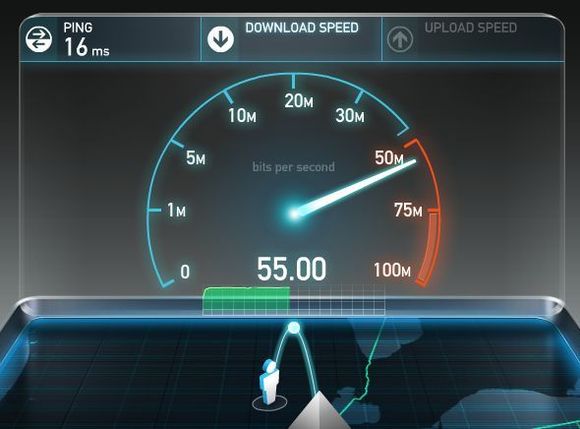 PING
16 ms
DOWNLOAD SPEED
UPLOAD SPEED
20M
10M
30M
5M
50M
bits per second
1M
75M
0
55.00
100M